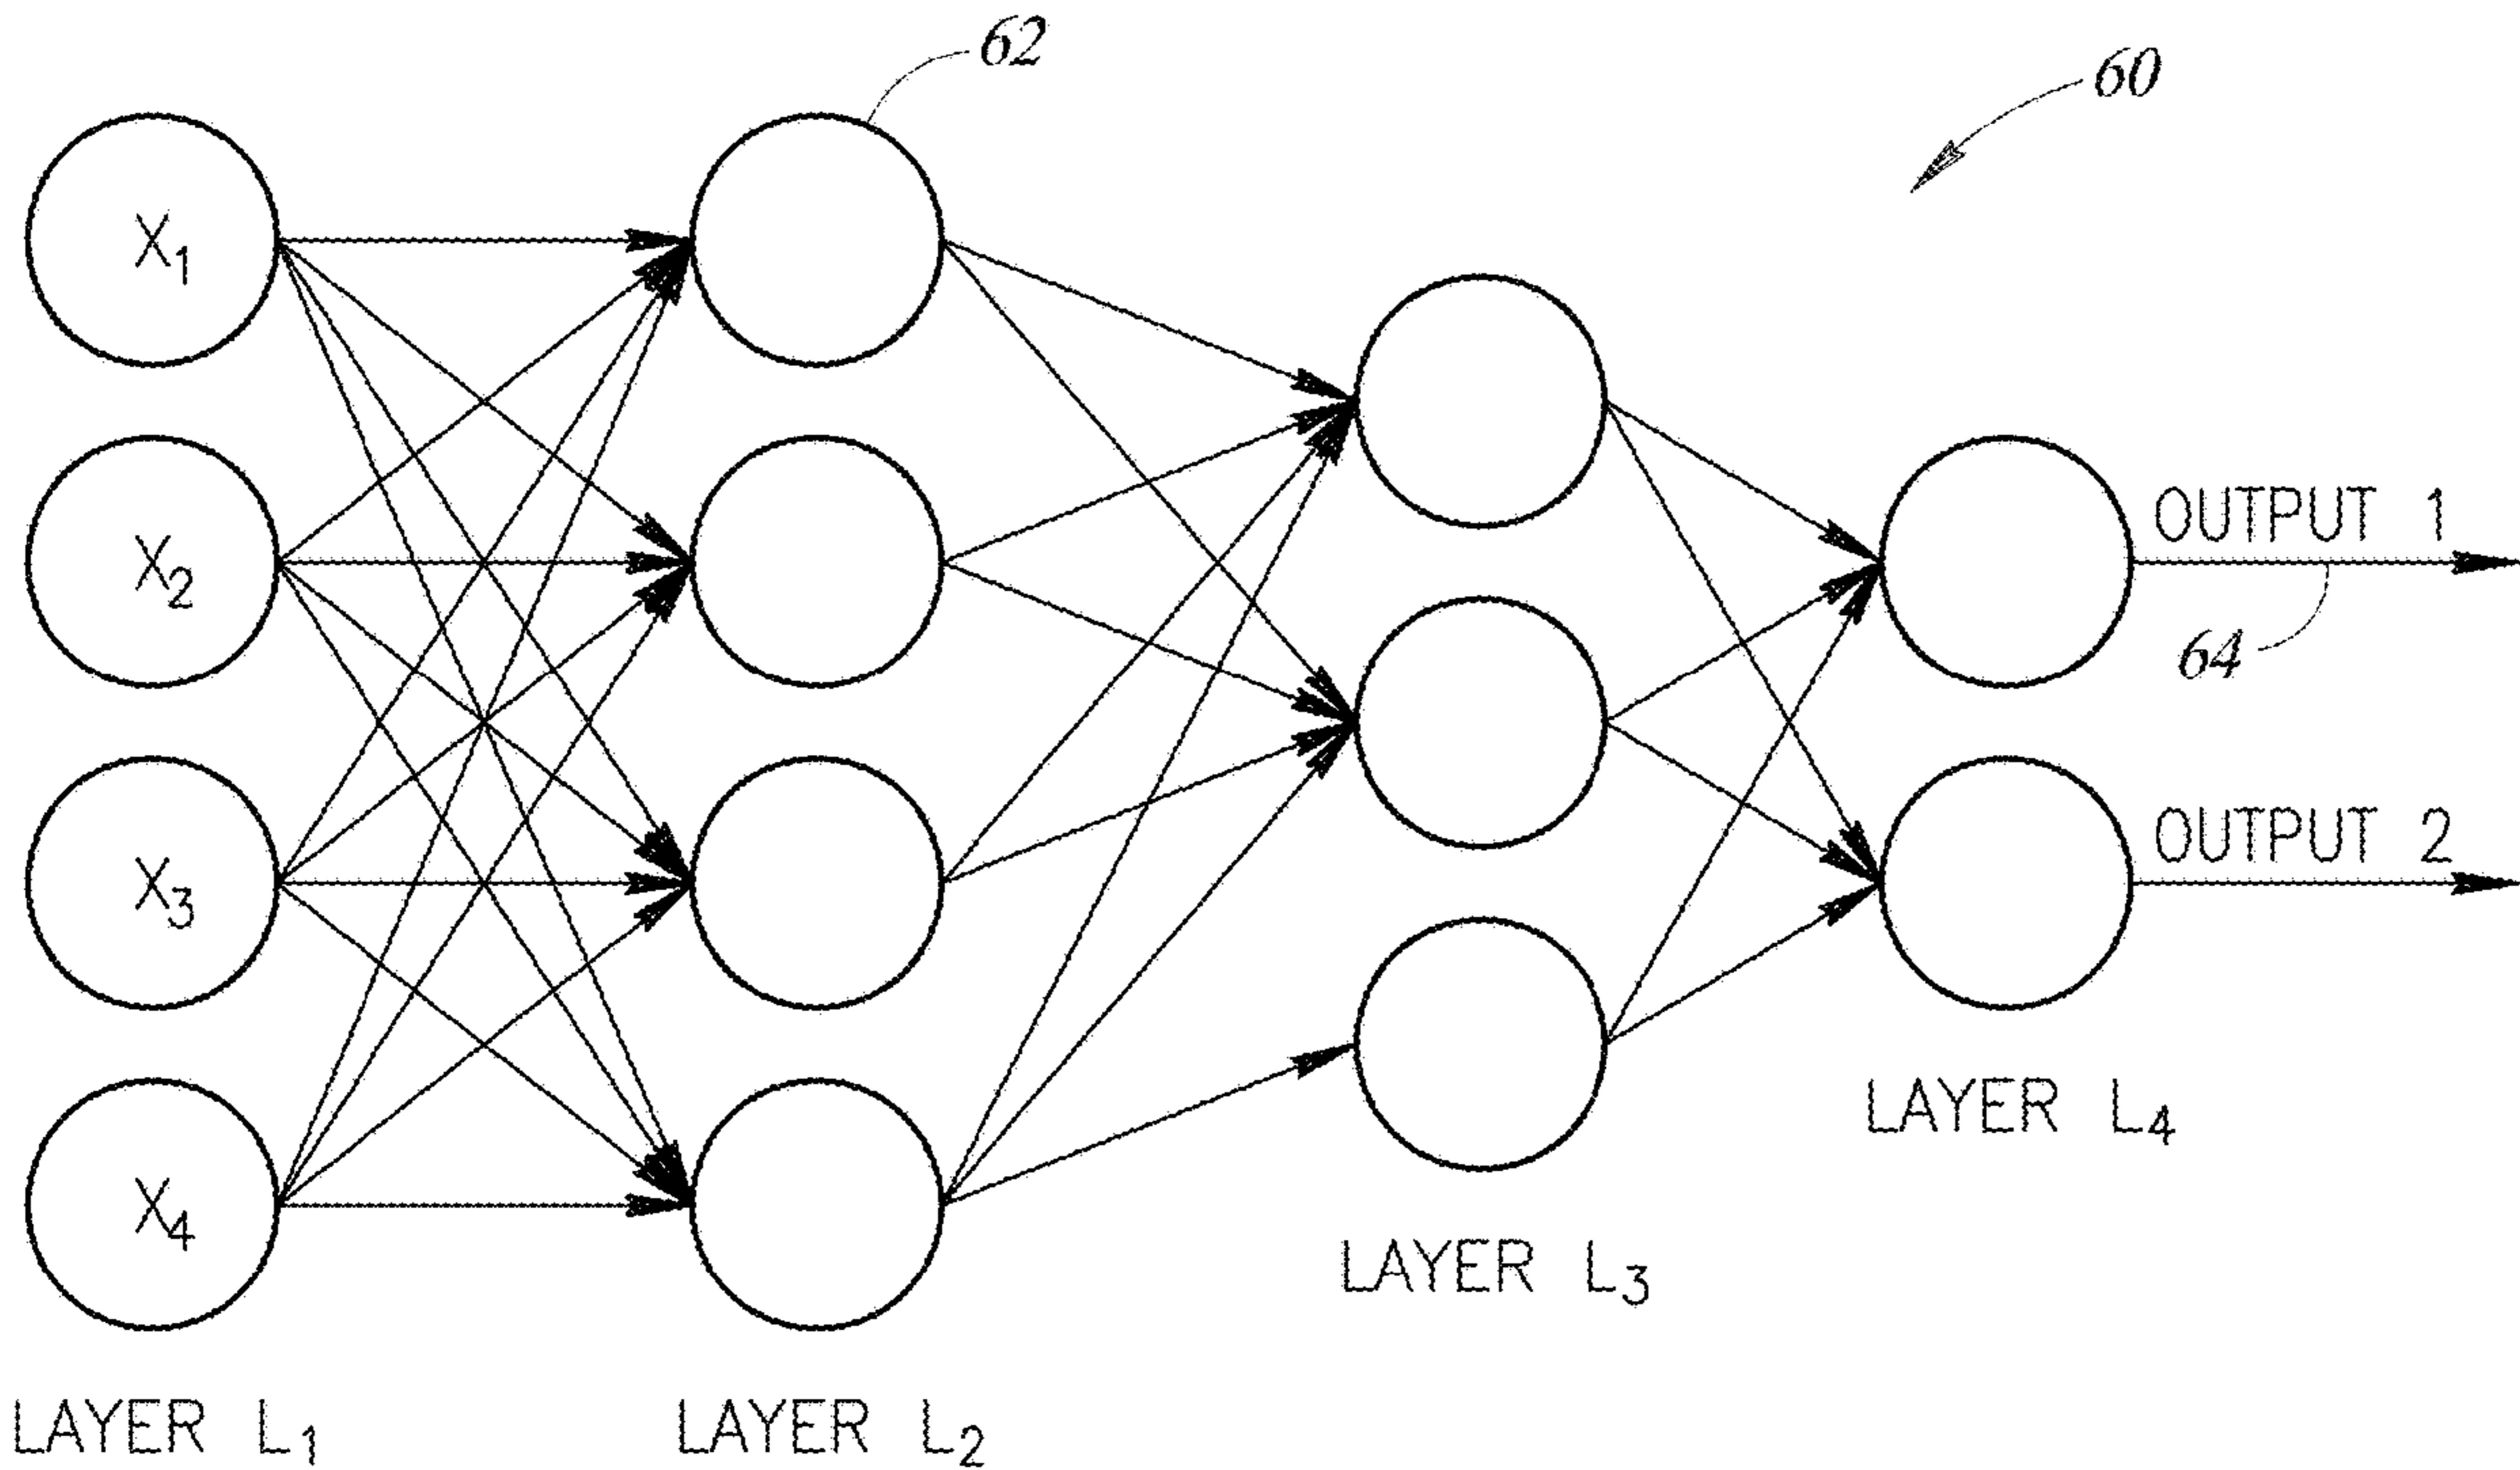 62
60
X₁
X₂
OUTPUT 1
64
X₃
OUTPUT 2
X₄
LAYER L₄
LAYER L₃
LAYER L₁
LAYER L₂